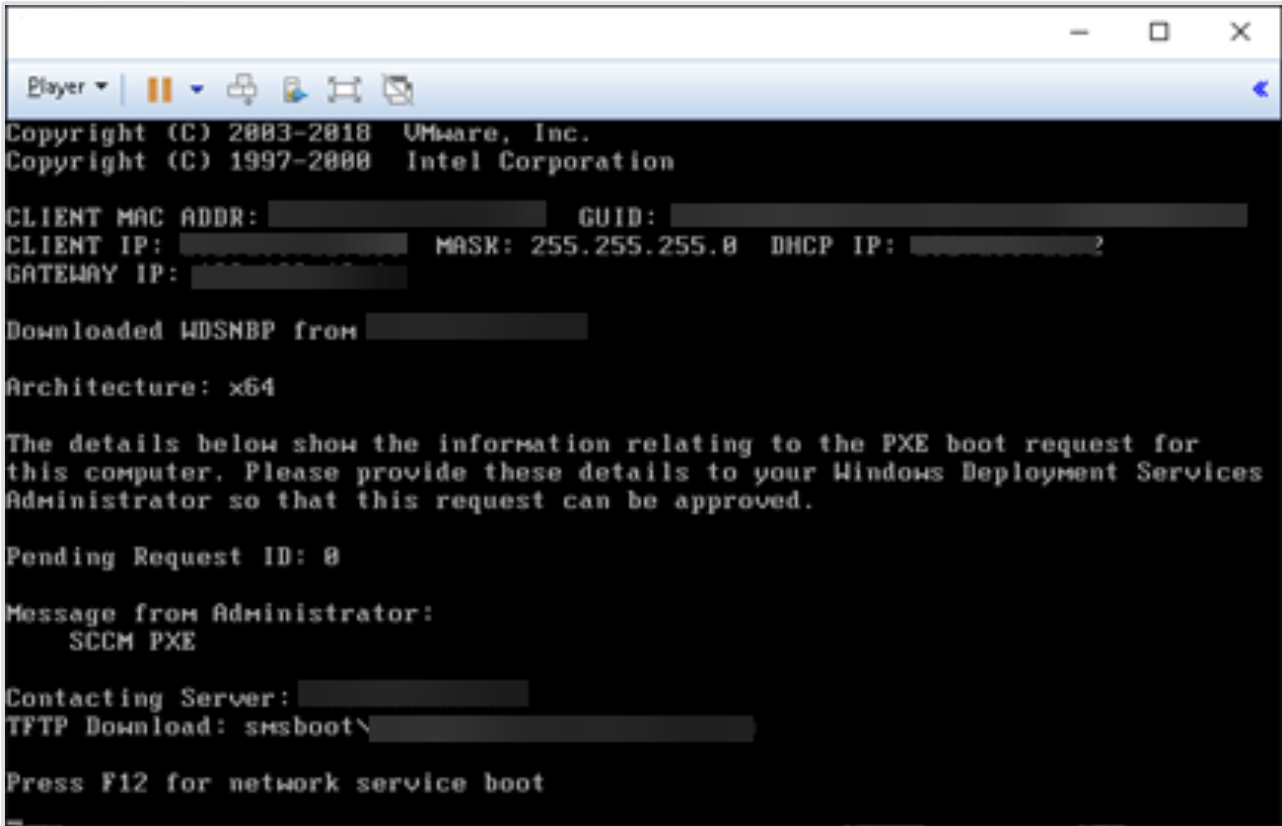 Player
Copyright (C) 2003-2018 VMware, Inc.
Copyright (C) 1997-2000 Intel Corporation
CLIENT MAC ADDR: GUID:
CLIENT IP: MASK: 255.255.255.0 DHCP IP: 2
GATEWAY IP:
Downloaded WDSNBP from
Architecture: x64
The details below show the information relating to the PXE boot request for
this computer. Please provide these details to your Windows Deployment Services
Administrator so that this request can be approved.
Pending Request ID: 0
Message from Administrator:
SCCM PXE
Contacting Server:
TFTP Download: smsboot\
Press F12 for network service boot